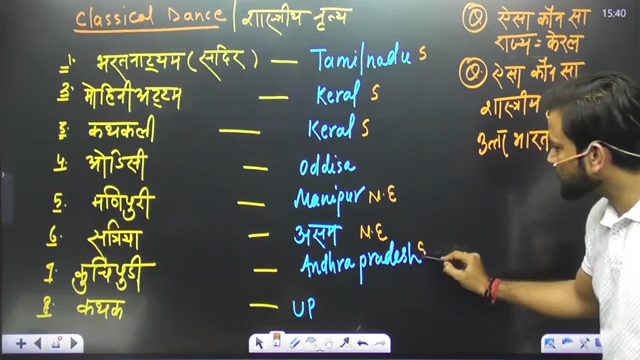 Classical Dance / शास्त्रीय नृत्य
15:40
1. भरतनाट्यम (सदिर) — Tamilnadu S
2. मोहिनीअट्टम — Keral S
3. कथकली — Keral S
4. ओडिसी — Oddisa
5. मणिपुरी — Manipur N.E
6. सत्रिया — असम N.E
7. कुचिपुडी — Andhra pradesh S
8. कथक — UP
Q ऐसा कौन सा
राज्य = केरल
Q. ऐसा कौन सा
शास्त्रीय
उत्तर भारत